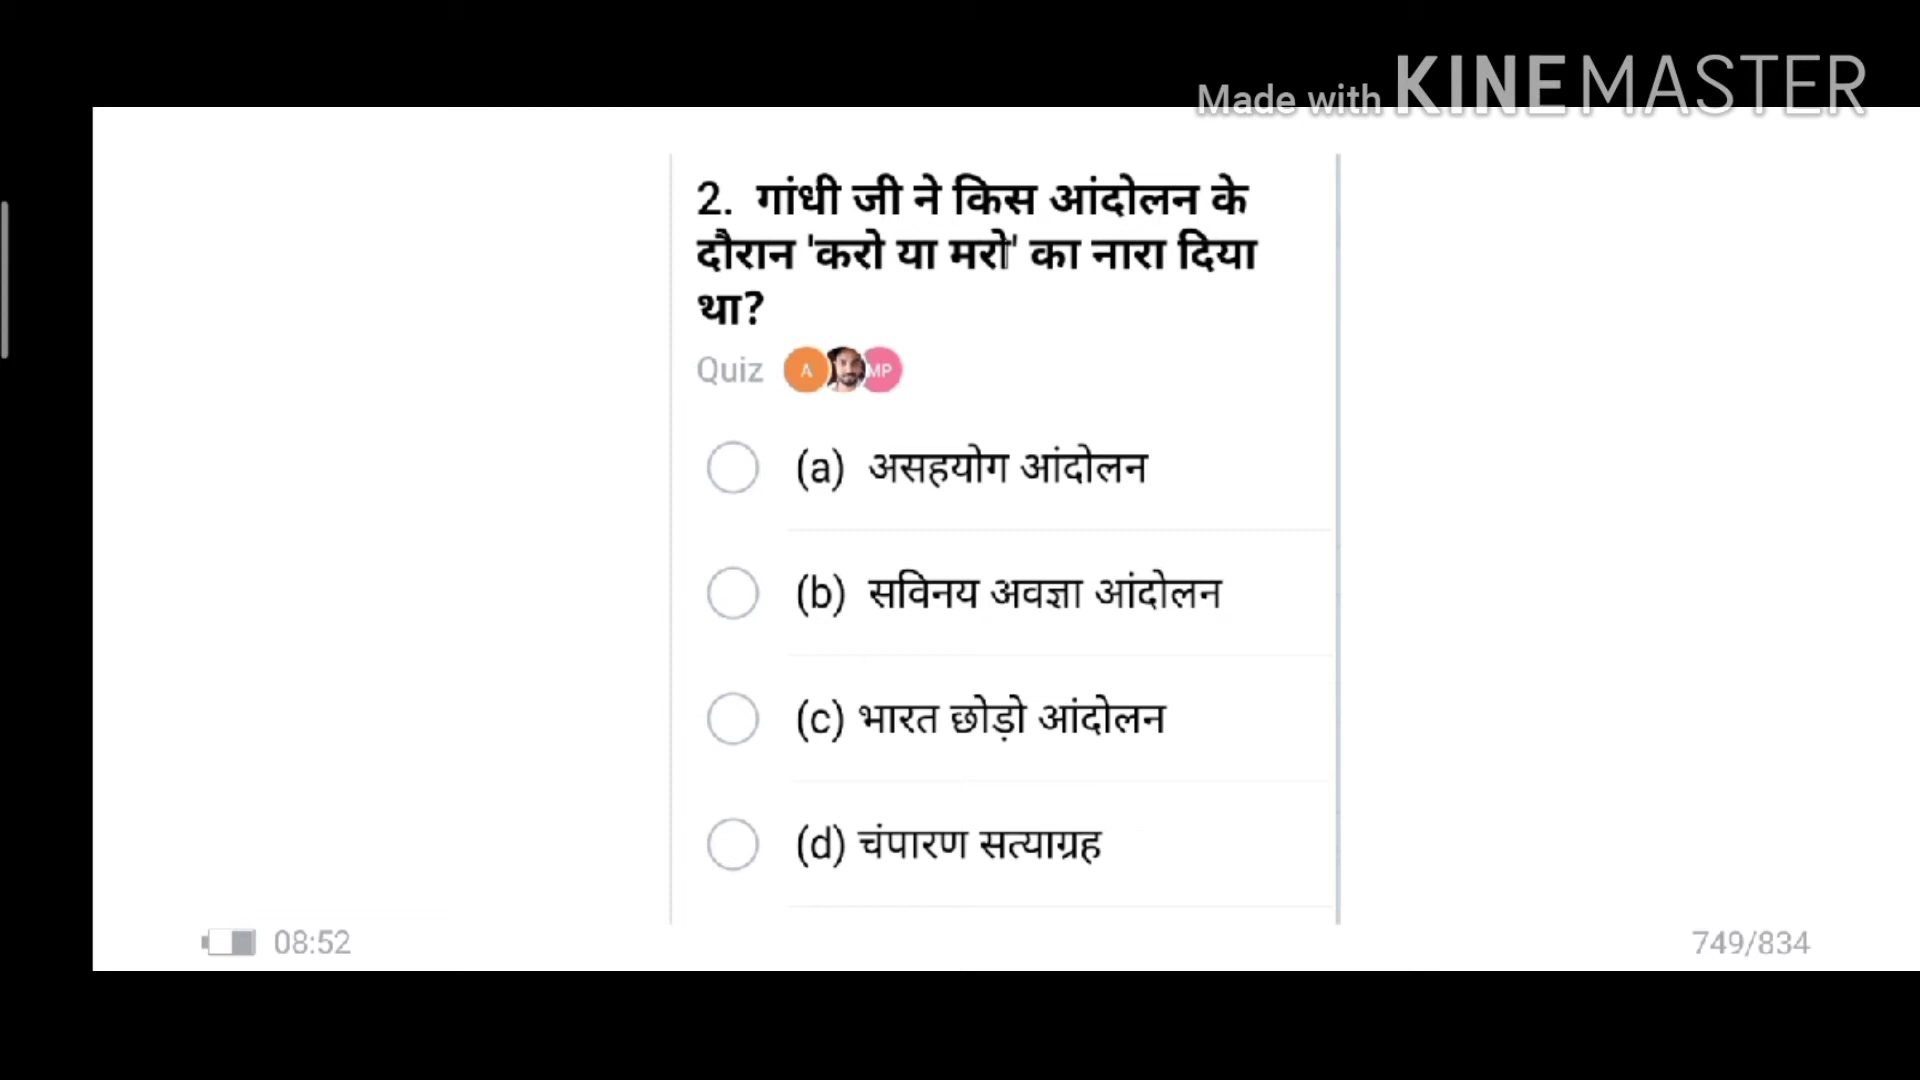 Made with KINEMASTER
2. गांधी जी ने किस आंदोलन के
दौरान 'करो या मरो' का नारा दिया
था?
Quiz A MP
(a) असहयोग आंदोलन
(b) सविनय अवज्ञा आंदोलन
(c) भारत छोड़ो आंदोलन
(d) चंपारण सत्याग्रह
08:52
749/834